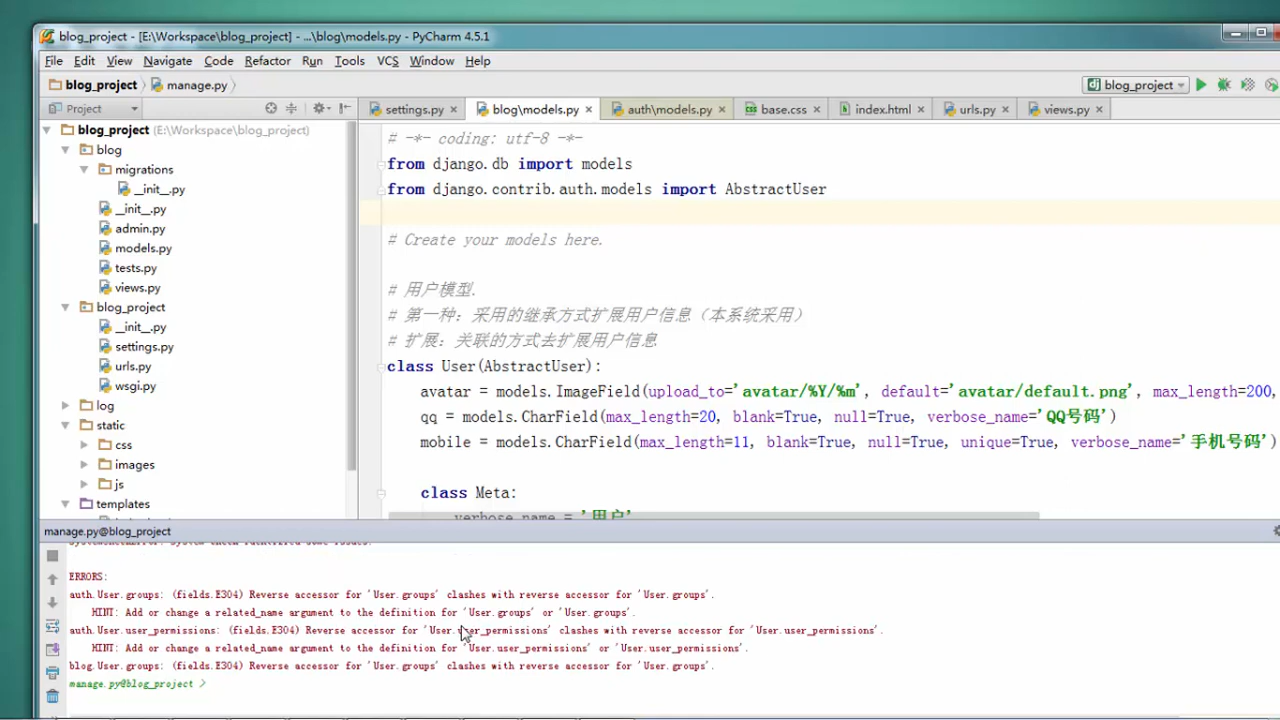 blog_project - [E:\Workspace\blog_project] - ...\blog\models.py - PyCharm 4.5.1
File Edit View Navigate Code Refactor Run Tools VCS Window Help
blog_project manage.py blog_project
Project settings.py blog\models.py auth\models.py base.css index.html urls.py views.py
blog_project (E:\Workspace\blog_project)
blog
migrations
__init__.py
__init__.py
admin.py
models.py
tests.py
views.py
blog_project
__init__.py
settings.py
urls.py
wsgi.py
log
static
css
images
js
templates
# -*- coding: utf-8 -*-
from django.db import models
from django.contrib.auth.models import AbstractUser
# Create your models here.
# 用户模型.
# 第一种：采用的继承方式扩展用户信息（本系统采用）
# 扩展：关联的方式去扩展用户信息
class User(AbstractUser):
avatar = models.ImageField(upload_to='avatar/%Y/%m', default='avatar/default.png', max_length=200,
qq = models.CharField(max_length=20, blank=True, null=True, verbose_name='QQ号码')
mobile = models.CharField(max_length=11, blank=True, null=True, unique=True, verbose_name='手机号码')
class Meta:
verbose_name = '用户'
manage.py@blog_project
SystemCheckError: System check identified some issues:
ERRORS:
auth.User.groups: (fields.E304) Reverse accessor for 'User.groups' clashes with reverse accessor for 'User.groups'.
HINT: Add or change a related_name argument to the definition for 'User.groups' or 'User.groups'.
auth.User.user_permissions: (fields.E304) Reverse accessor for 'User.user_permissions' clashes with reverse accessor for 'User.user_permissions'.
HINT: Add or change a related_name argument to the definition for 'User.user_permissions' or 'User.user_permissions'.
blog.User.groups: (fields.E304) Reverse accessor for 'User.groups' clashes with reverse accessor for 'User.groups'.
manage.py@blog_project >